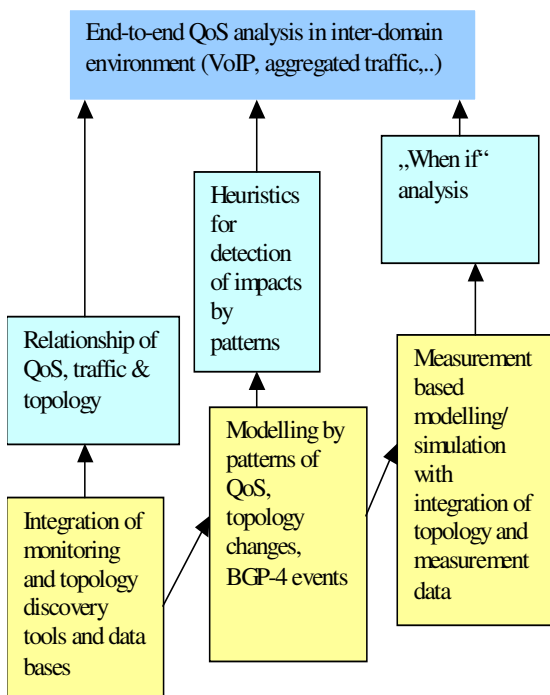 End-to-end QoS analysis in inter-domain
environment (VoIP, aggregated traffic,..)
„When if“
analysis
Heuristics
for
detection
of impacts
by
patterns
Relationship of
QoS, traffic &
topology
Measurement
based
modelling/
simulation
with
integration of
topology and
measurement
data
Modelling by
patterns of
QoS,
topology
changes,
BGP-4 events
Integration of
monitoring
and topology
discovery
tools and data
bases